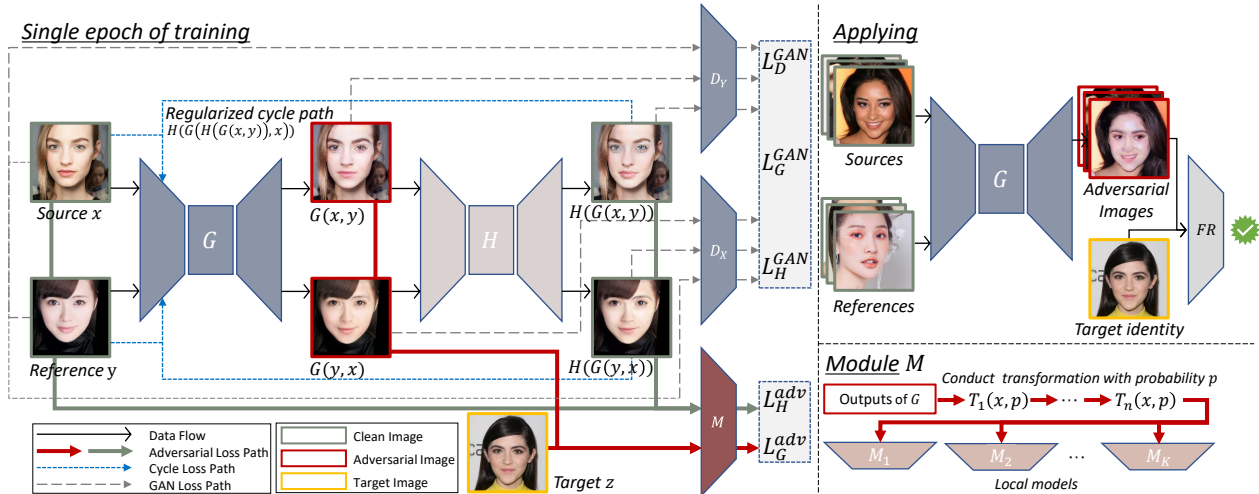 Single epoch of training
Regularized cycle path
H(G(H(G(x,y)),x))
Source x
G(x,y)
H(G(x,y))
G
H
Reference y
G(y,x)
H(G(y,x))
D_Y
D_X
M
L_D^{GAN}
L_G^{GAN}
L_H^{GAN}
L_H^{adv}
L_G^{adv}
Data Flow
Adversarial Loss Path
Cycle Loss Path
GAN Loss Path
Clean Image
Adversarial Image
Target Image
Target z
Applying
Sources
References
G
Adversarial
Images
FR
Target identity
Module M
Conduct transformation with probability p
Outputs of G
T_1(x,p)
...
T_n(x,p)
M_1
M_2
...
M_K
Local models